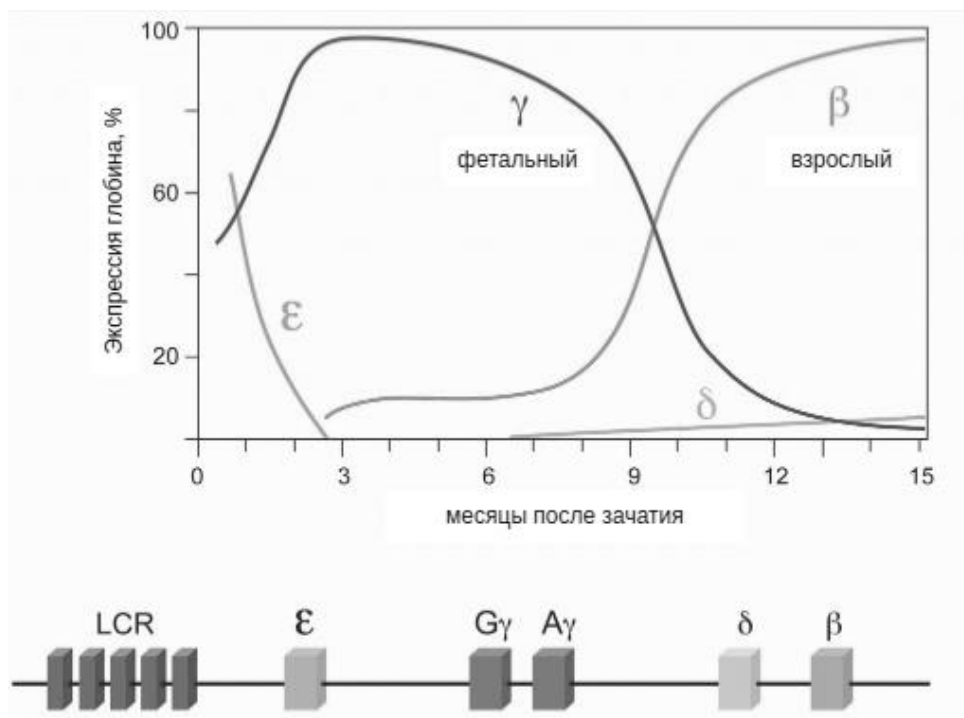 100
60
20
Экспрессия глобина, %
γ
β
фетальный
взрослый
ε
δ
0 3 6 9 12 15
месяцы после зачатия
LCR ε Gγ Aγ δ β